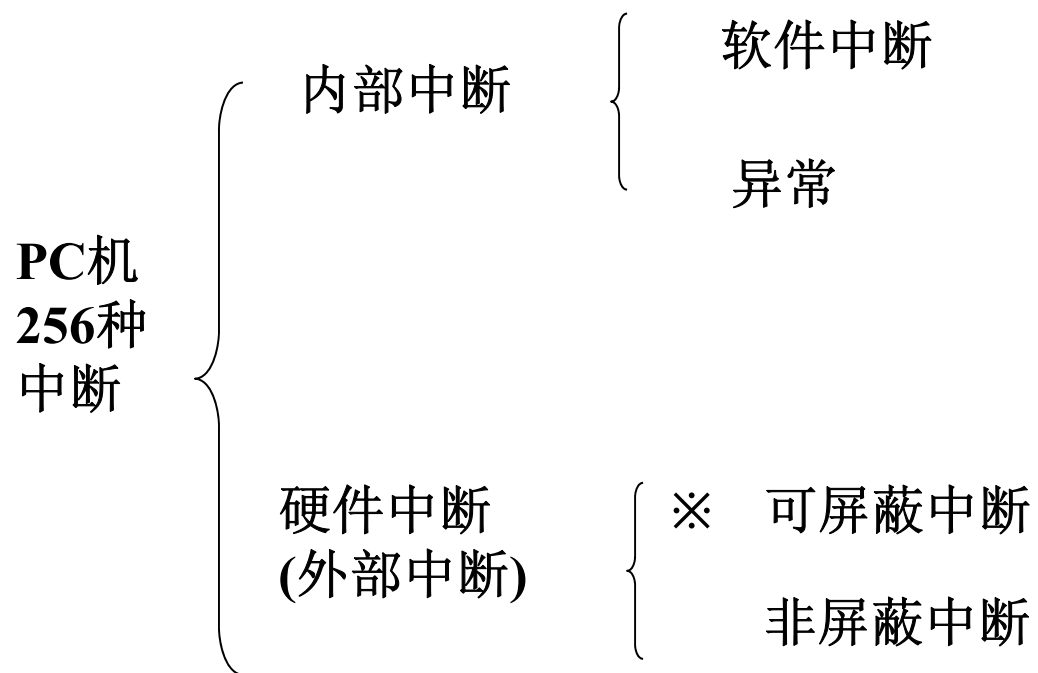 软件中断
内部中断
异常
PC机
256种
中断
硬件中断
(外部中断)
※ 可屏蔽中断
非屏蔽中断